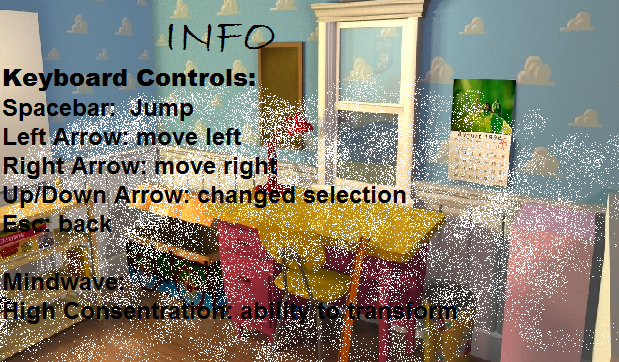 INFO
Keyboard Controls:
Spacebar:  Jump
Left Arrow: move left
Right Arrow: move right
Up/Down Arrow: changed selection
Esc: back
Mindwave:
High Consentration: ability to transform